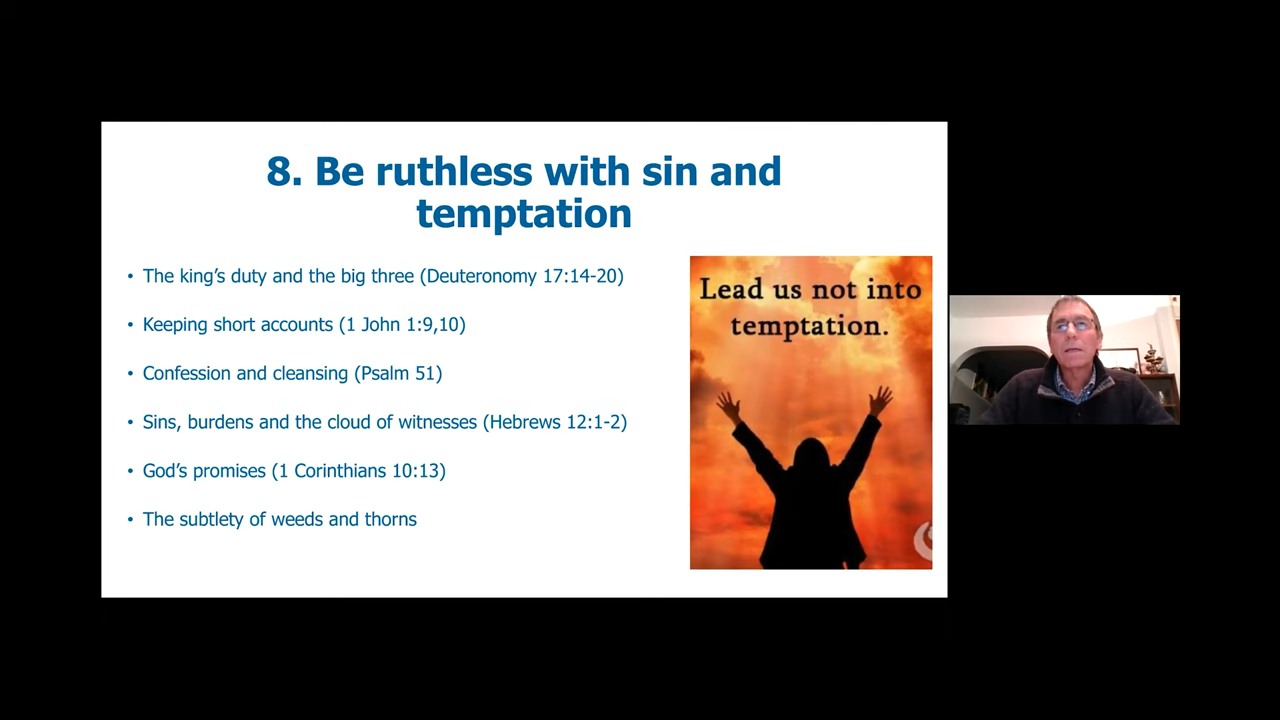 8. Be ruthless with sin and
temptation
• The king’s duty and the big three (Deuteronomy 17:14-20)
• Keeping short accounts (1 John 1:9,10)
• Confession and cleansing (Psalm 51)
• Sins, burdens and the cloud of witnesses (Hebrews 12:1-2)
• God’s promises (1 Corinthians 10:13)
• The subtlety of weeds and thorns
Lead us not into
temptation.